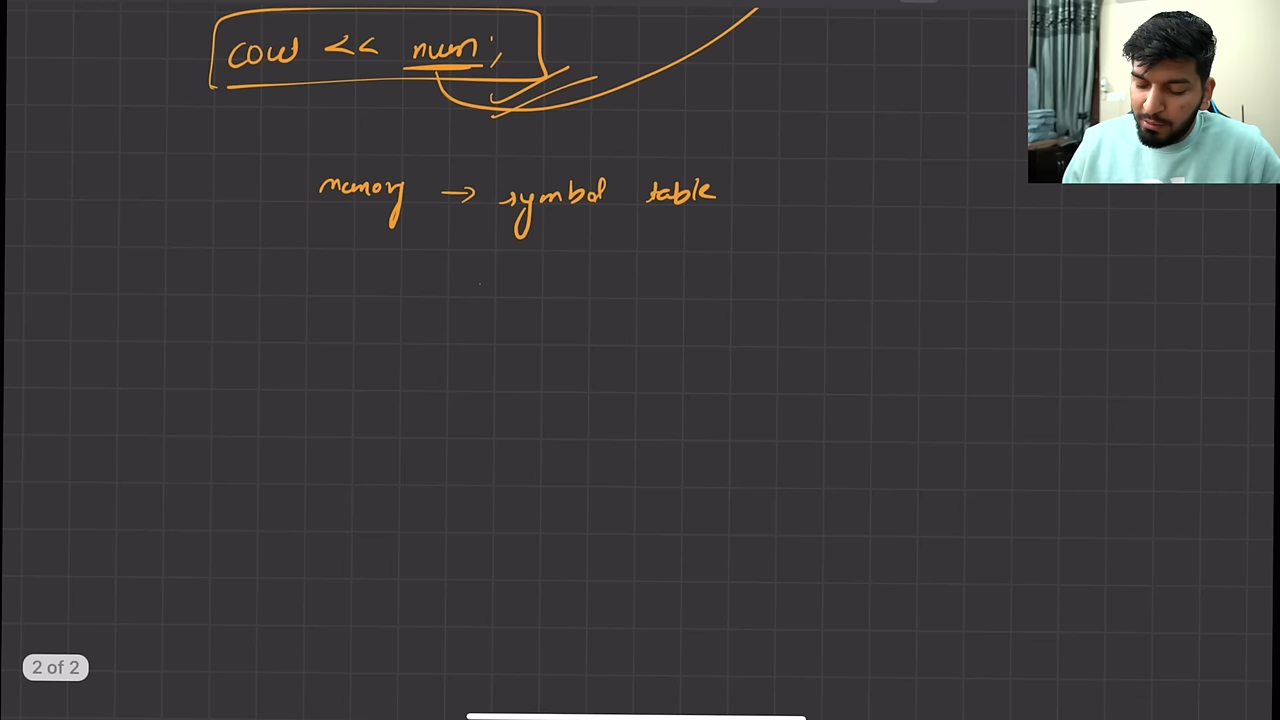 cout << num;
memory → symbol table
2 of 2